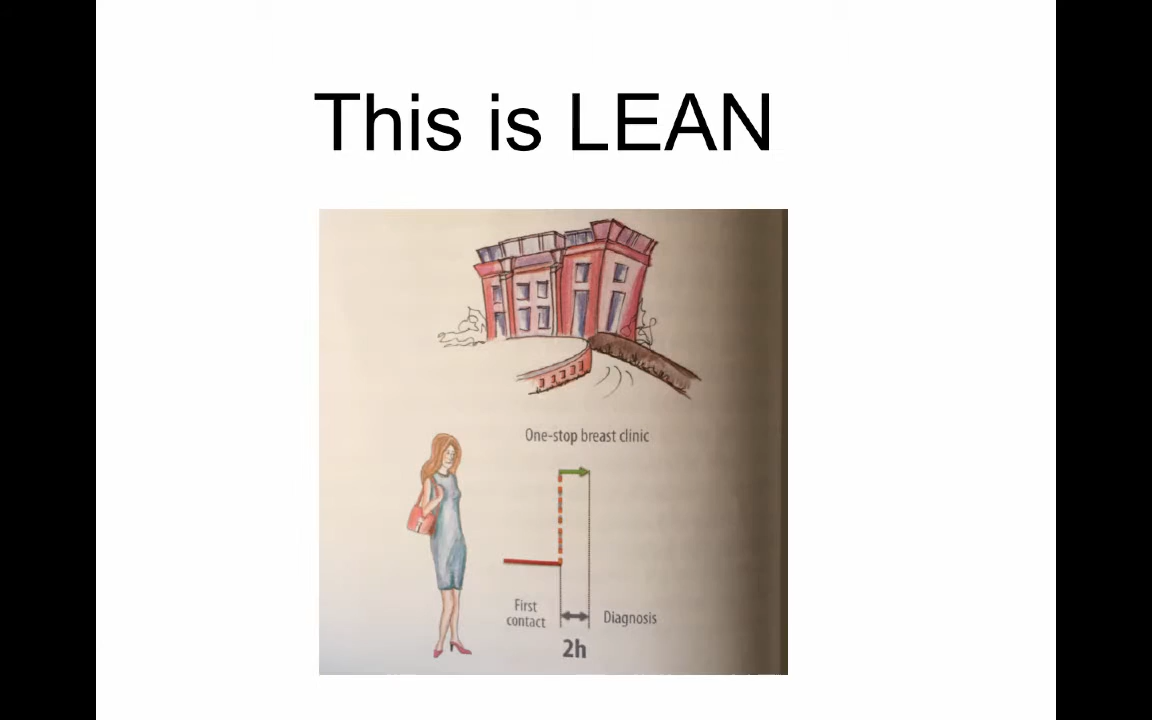 This is LEAN
One-stop breast clinic
First
contact
Diagnosis
2h